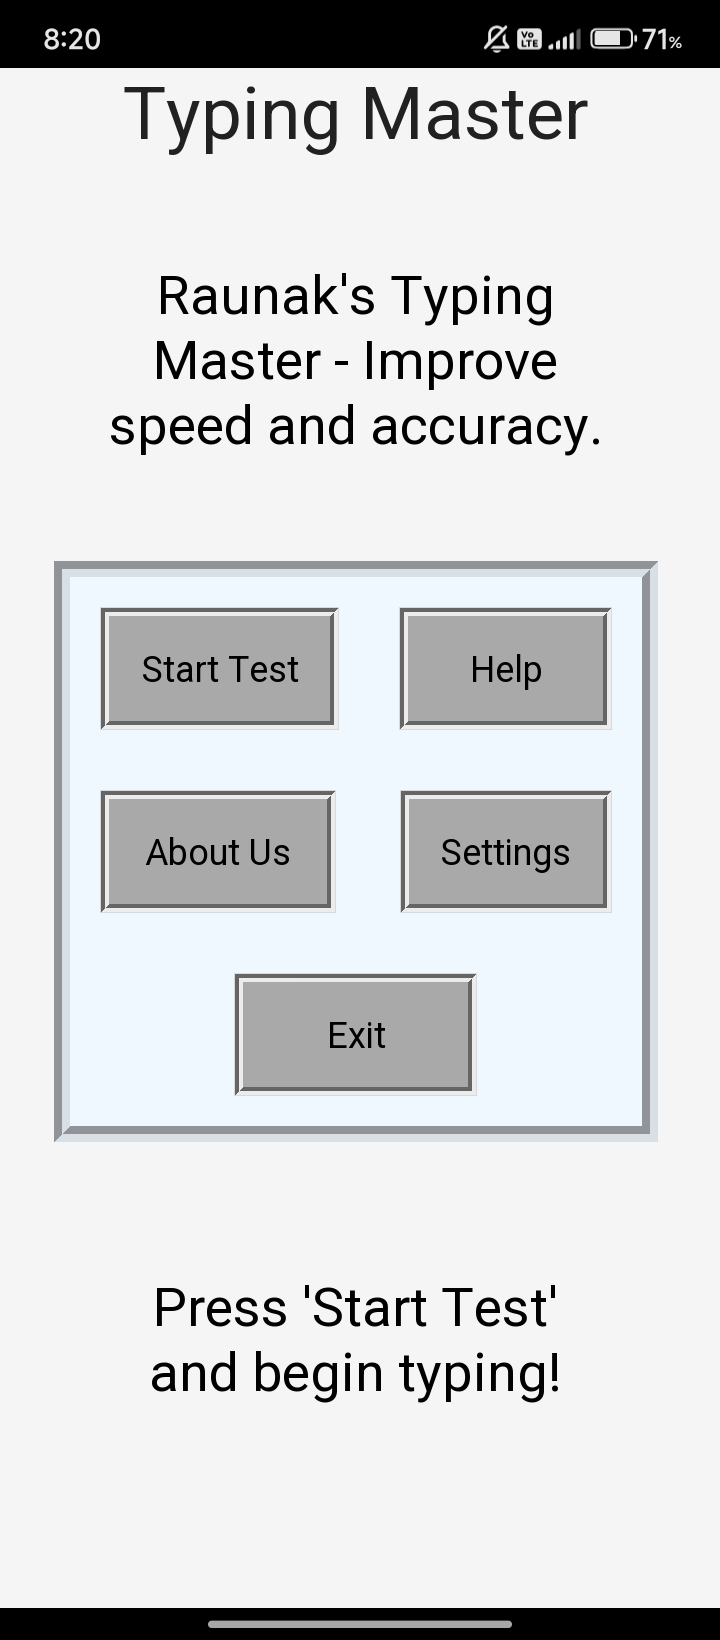 8:20 Vo LTE 71%
Typing Master
Raunak's Typing
Master - Improve
speed and accuracy.
Start Test Help
About Us Settings
Exit
Press 'Start Test'
and begin typing!